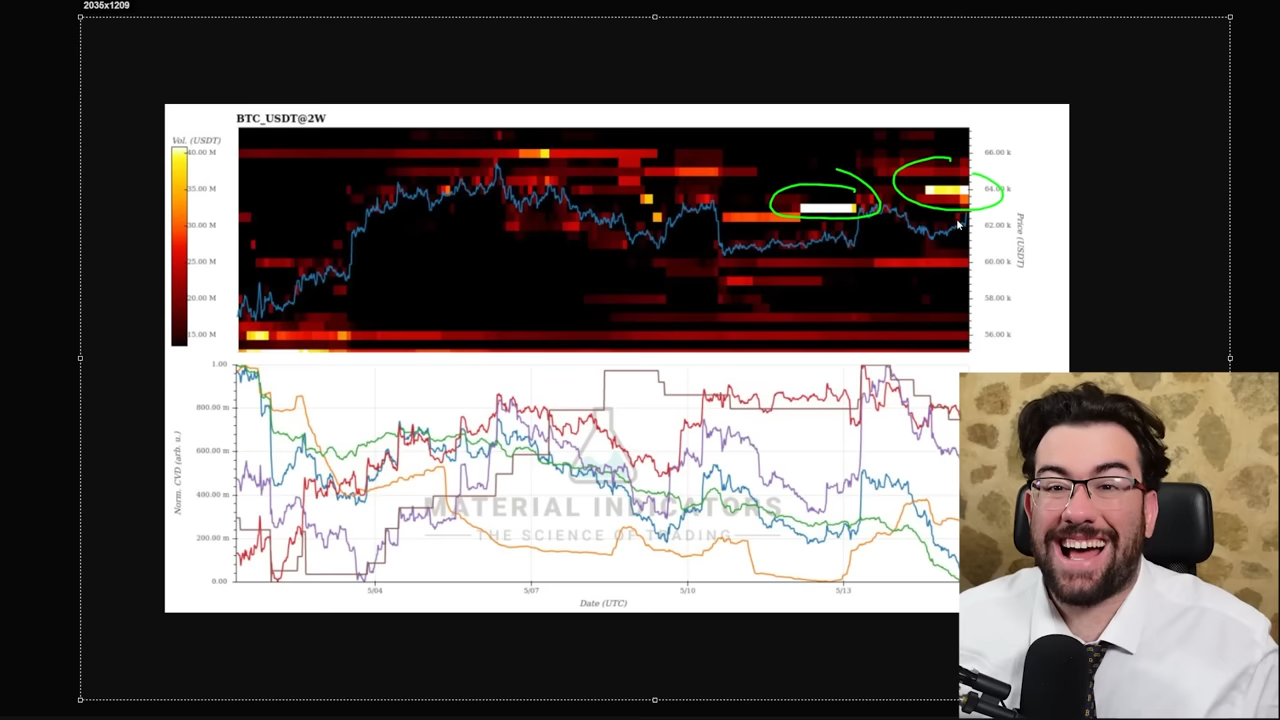 2035x1209
BTC_USDT@2W
Vol. (USDT)
40.00 M
35.00 M
30.00 M
25.00 M
20.00 M
15.00 M
66.00 k
64.00 k
62.00 k
60.00 k
58.00 k
56.00 k
Price (USDT)
1.00
800.00 m
600.00 m
400.00 m
200.00 m
0.00
Norm. CVD (arb. u.)
MATERIAL INDICATORS
THE SCIENCE OF TRADING
5/04
5/07
5/10
5/13
Date (UTC)